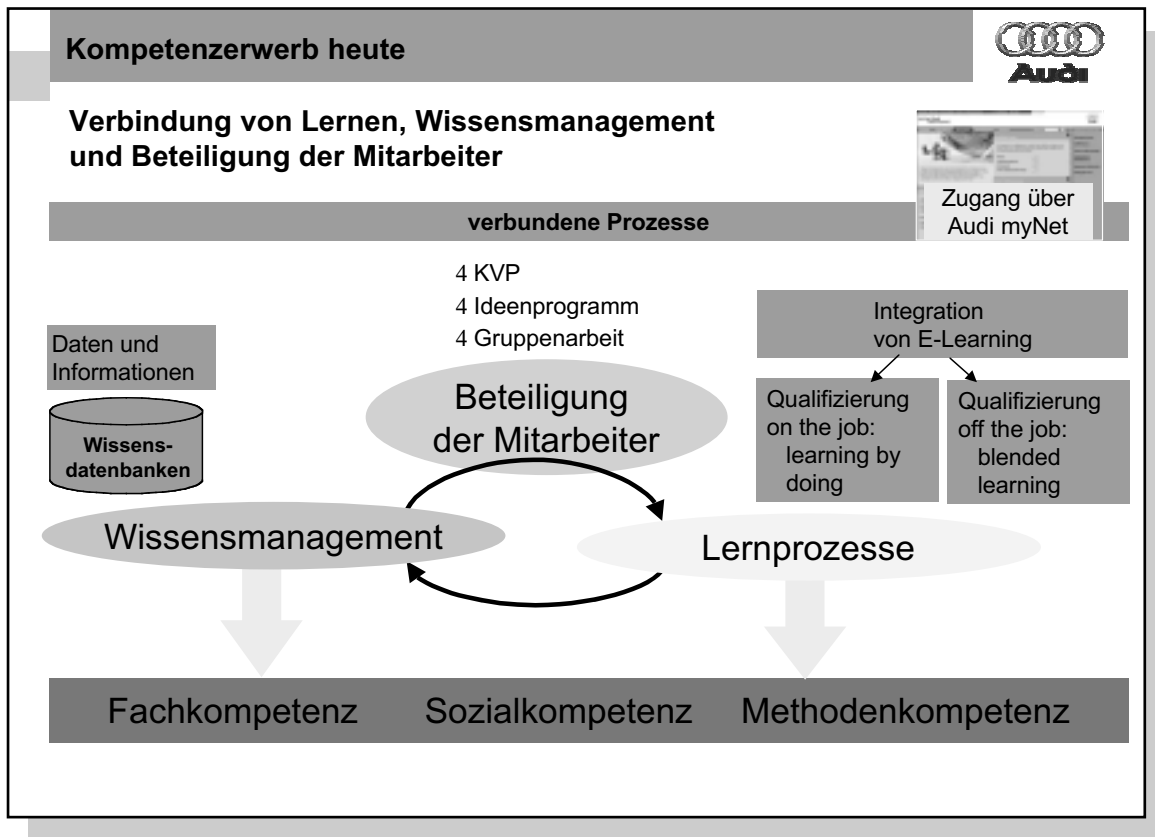 Kompetenzerwerb heute
Audi
Verbindung von Lernen, Wissensmanagement
und Beteiligung der Mitarbeiter
Zugang über
Audi myNet
verbundene Prozesse
4 KVP
4 Ideenprogramm
4 Gruppenarbeit
Integration
von E-Learning
Daten und
Informationen
Wissens-
datenbanken
Beteiligung
der Mitarbeiter
Qualifizierung
on the job:
learning by
doing
Qualifizierung
off the job:
blended
learning
Wissensmanagement
Lernprozesse
Fachkompetenz Sozialkompetenz Methodenkompetenz